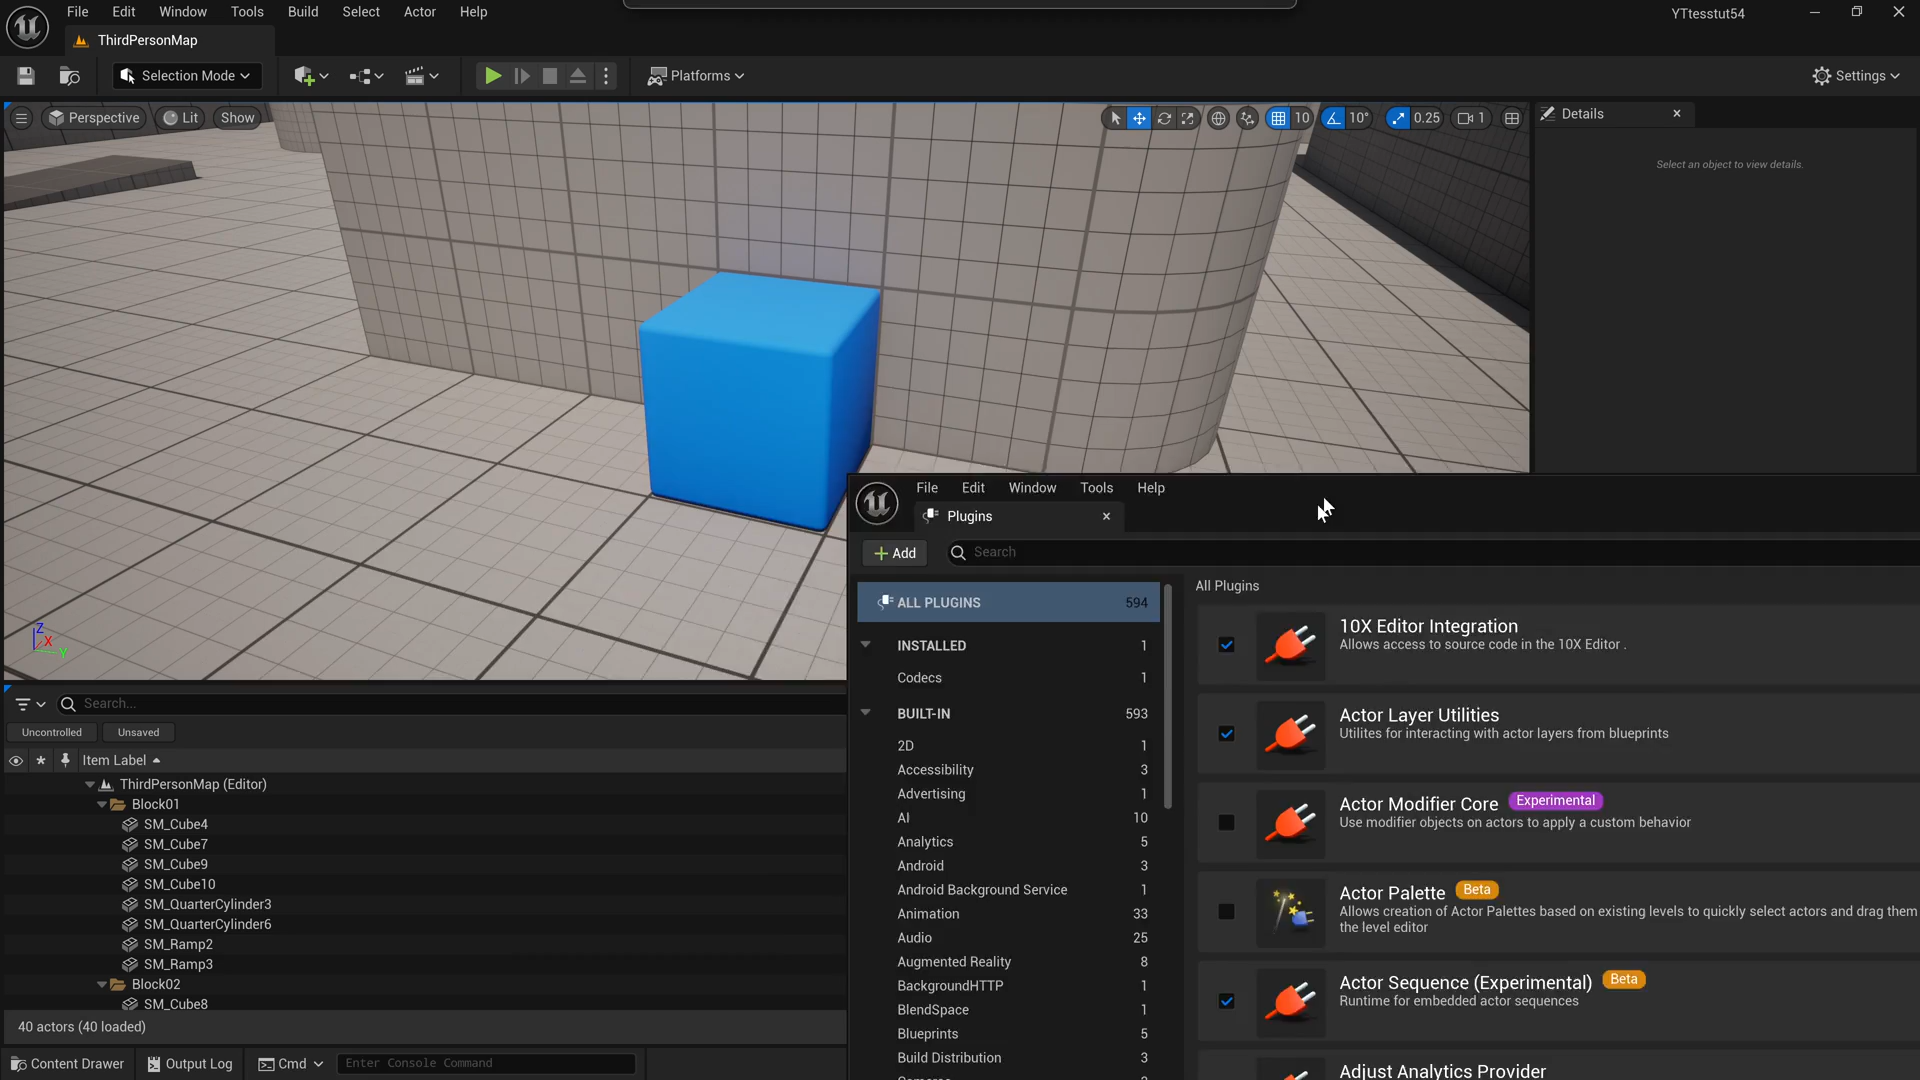 File Edit Window Tools Build Select Actor Help
YTtesstut54
ThirdPersonMap
Selection Mode
Platforms
Settings
Perspective Lit Show
10 10° 0.25 1
Details
Select an object to view details.
Z
X
Y
Search...
Uncontrolled Unsaved
Item Label
ThirdPersonMap (Editor)
Block01
SM_Cube4
SM_Cube7
SM_Cube9
SM_Cube10
SM_QuarterCylinder3
SM_QuarterCylinder6
SM_Ramp2
SM_Ramp3
Block02
SM_Cube8
40 actors (40 loaded)
Content Drawer Output Log Cmd Enter Console Command
File Edit Window Tools Help
Plugins
Add Search
ALL PLUGINS 594
INSTALLED 1
Codecs 1
BUILT-IN 593
2D 1
Accessibility 3
Advertising 1
AI 10
Analytics 5
Android 3
Android Background Service 1
Animation 33
Audio 25
Augmented Reality 8
BackgroundHTTP 1
BlendSpace 1
Blueprints 5
Build Distribution 3
All Plugins
10X Editor Integration
Allows access to source code in the 10X Editor .
Actor Layer Utilities
Utilites for interacting with actor layers from blueprints
Actor Modifier Core Experimental
Use modifier objects on actors to apply a custom behavior
Actor Palette Beta
Allows creation of Actor Palettes based on existing levels to quickly select actors and drag them
the level editor
Actor Sequence (Experimental) Beta
Runtime for embedded actor sequences
Adjust Analytics Provider